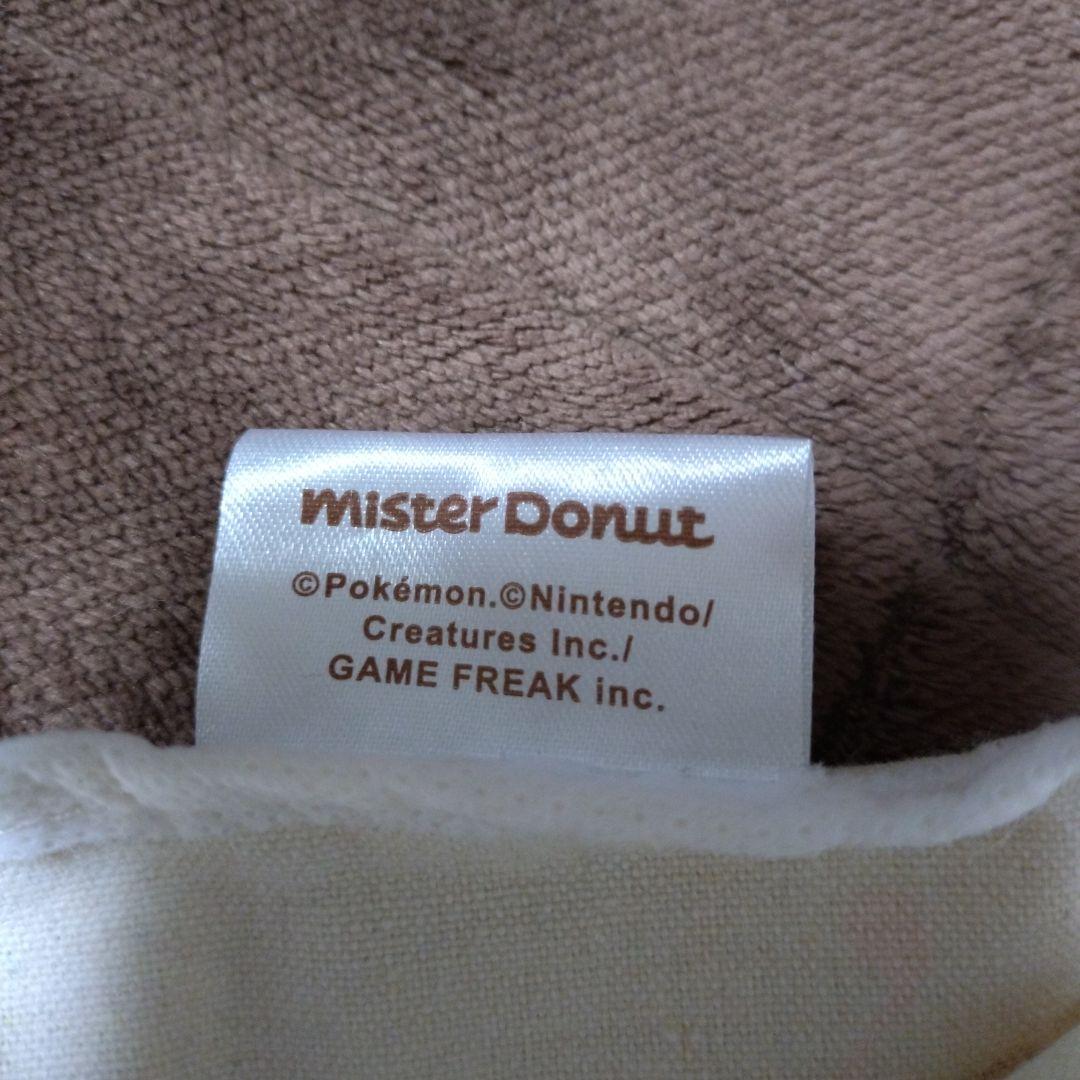 mister Donut
©Pokémon.©Nintendo/
Creatures Inc./
GAME FREAK inc.